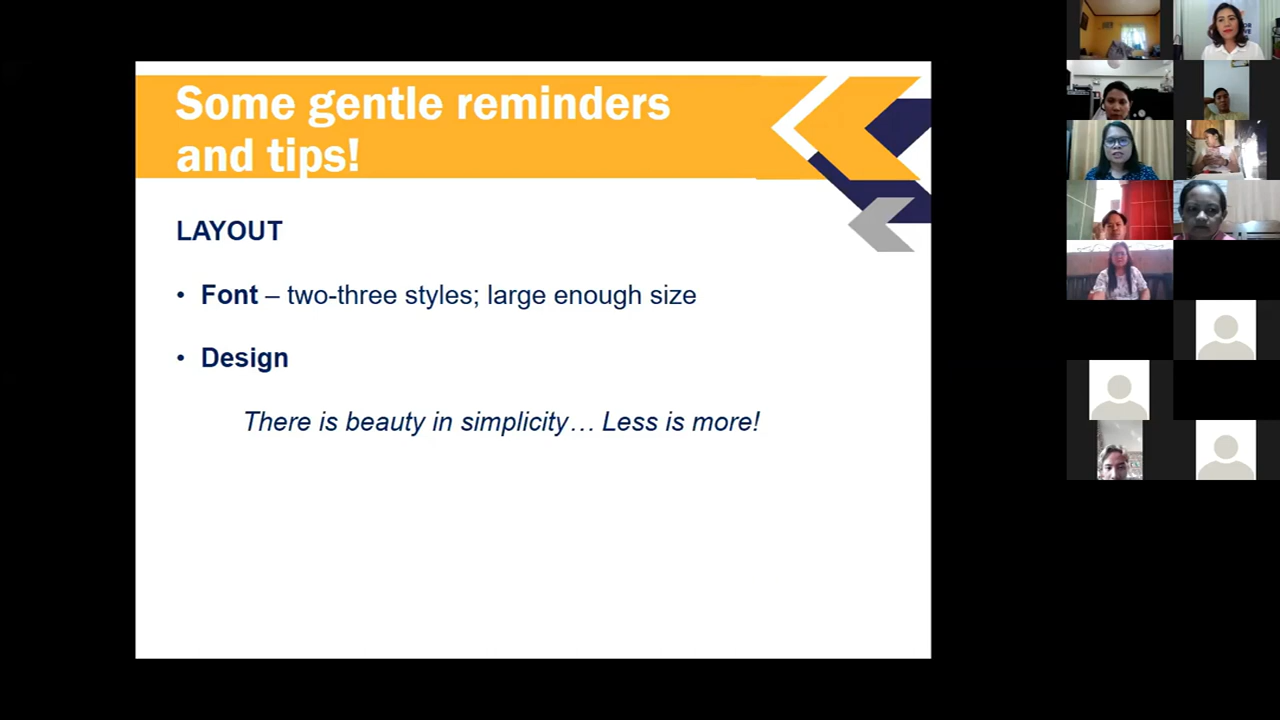 Some gentle reminders
and tips!
LAYOUT
• Font – two-three styles; large enough size
• Design
There is beauty in simplicity… Less is more!